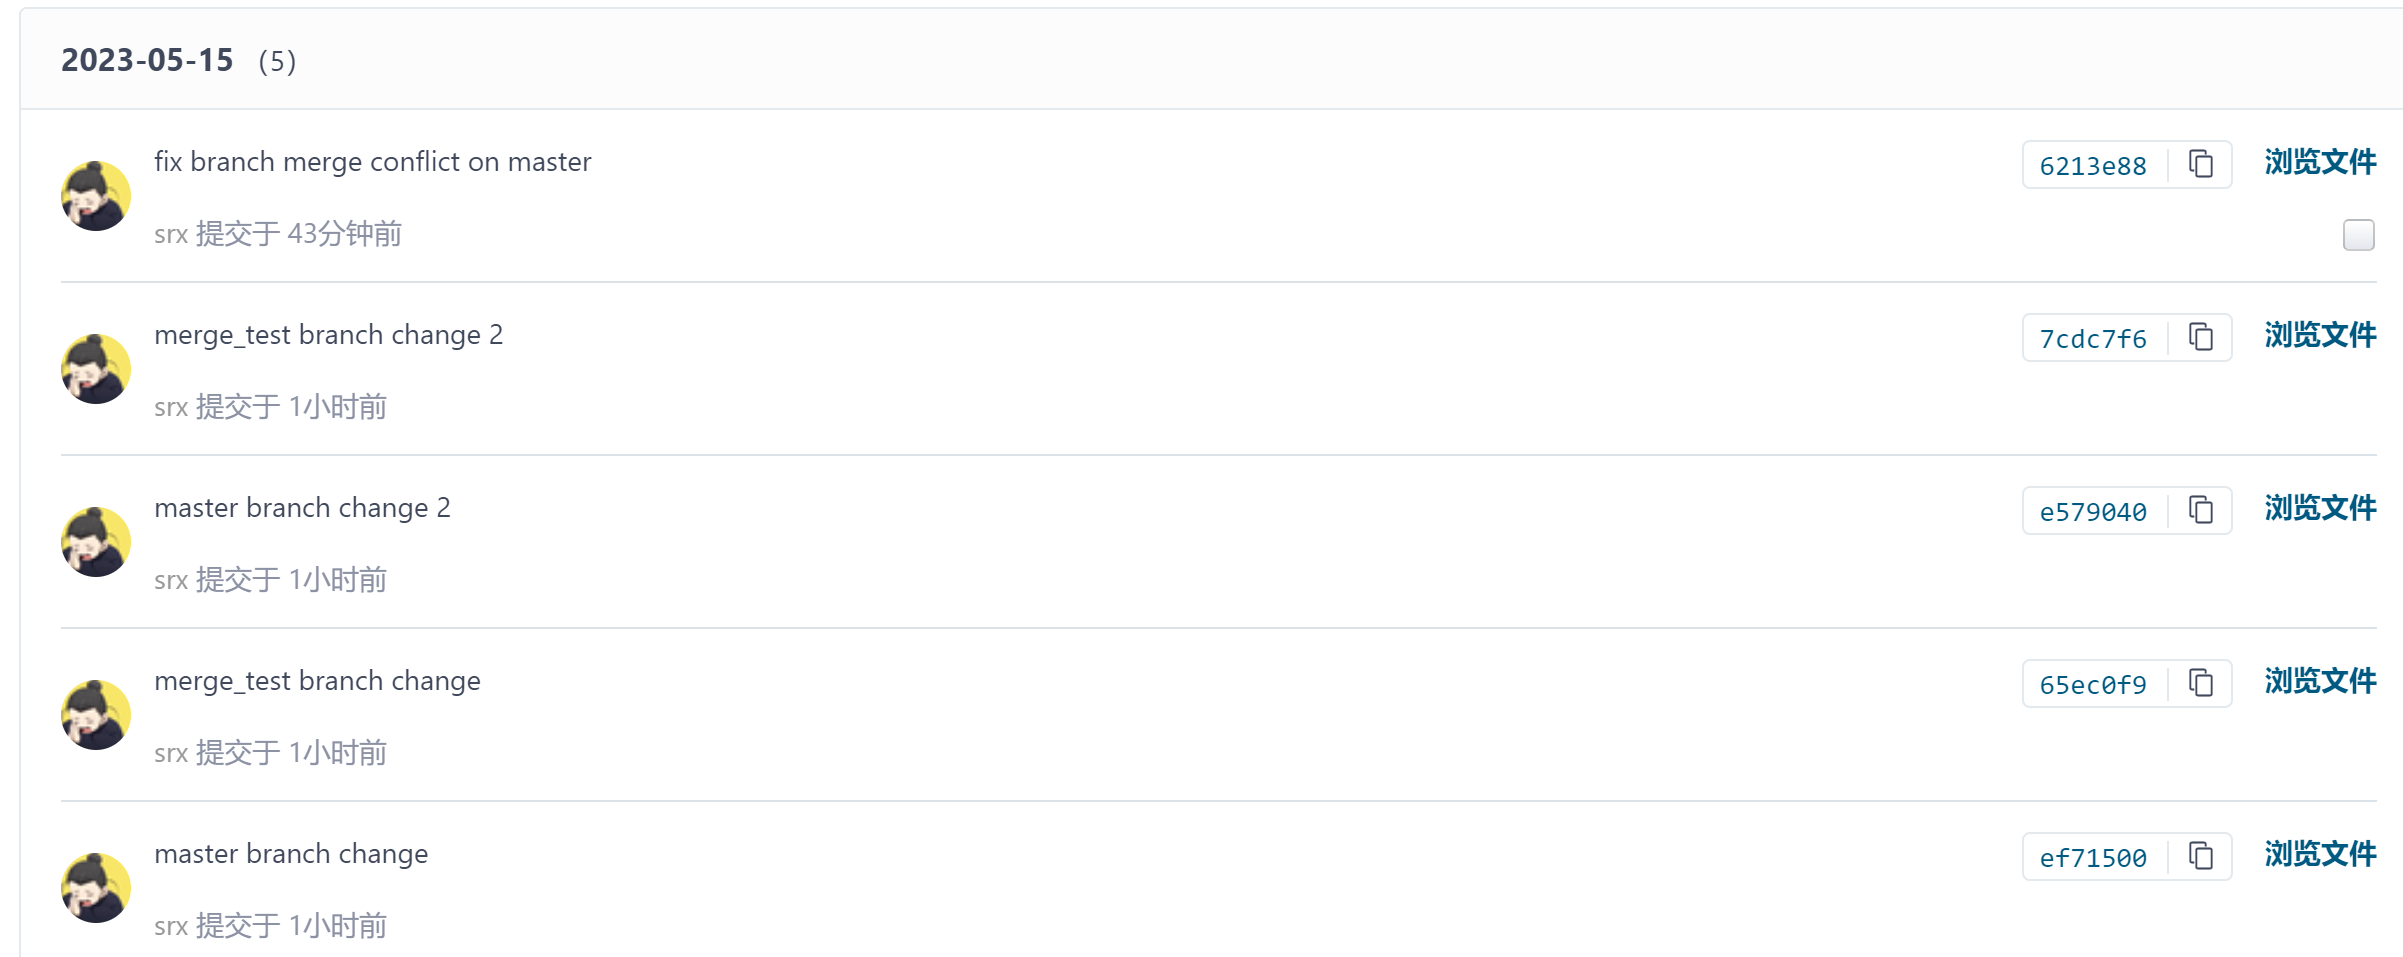 2023-05-15 (5)
fix branch merge conflict on master
6213e88 浏览文件
srx 提交于 43分钟前
merge_test branch change 2
7cdc7f6 浏览文件
srx 提交于 1小时前
master branch change 2
e579040 浏览文件
srx 提交于 1小时前
merge_test branch change
65ec0f9 浏览文件
srx 提交于 1小时前
master branch change
ef71500 浏览文件
srx 提交于 1小时前